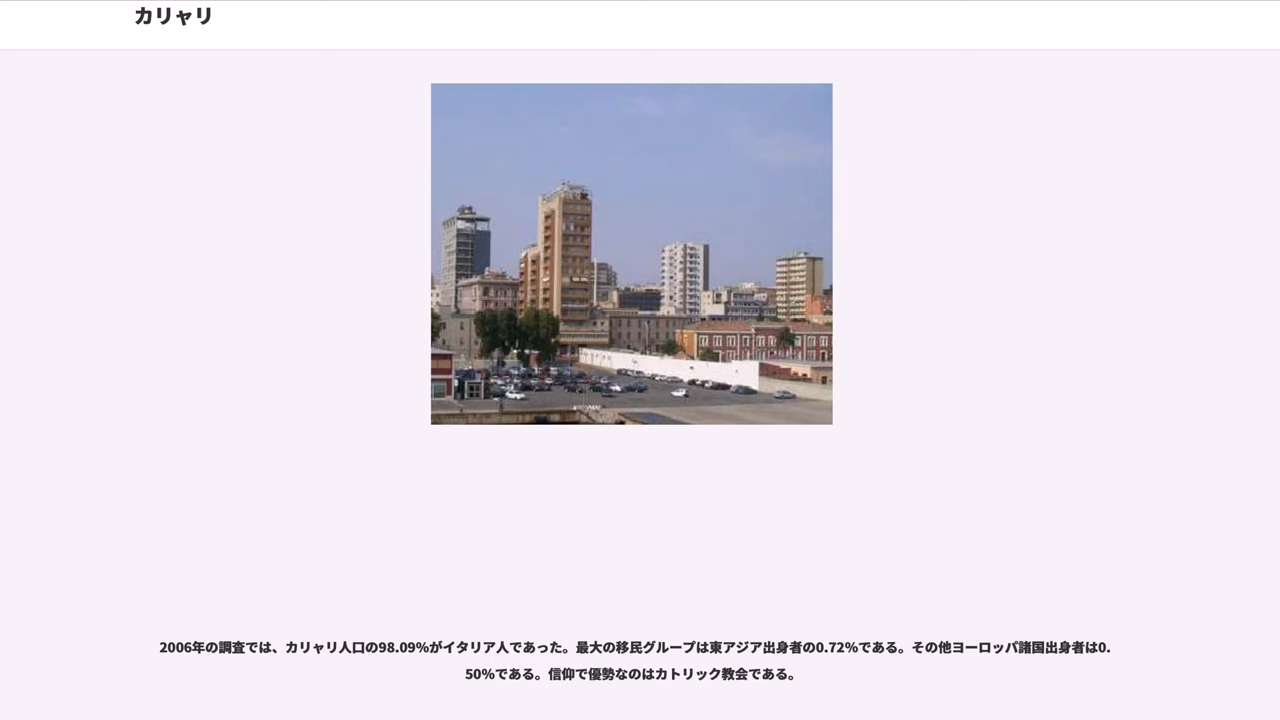 カリャリ
2006年の調査では、カリャリ人口の98.09%がイタリア人であった。最大の移民グループは東アジア出身者の0.72%である。その他ヨーロッパ諸国出身者は0.
50%である。信仰で優勢なのはカトリック教会である。